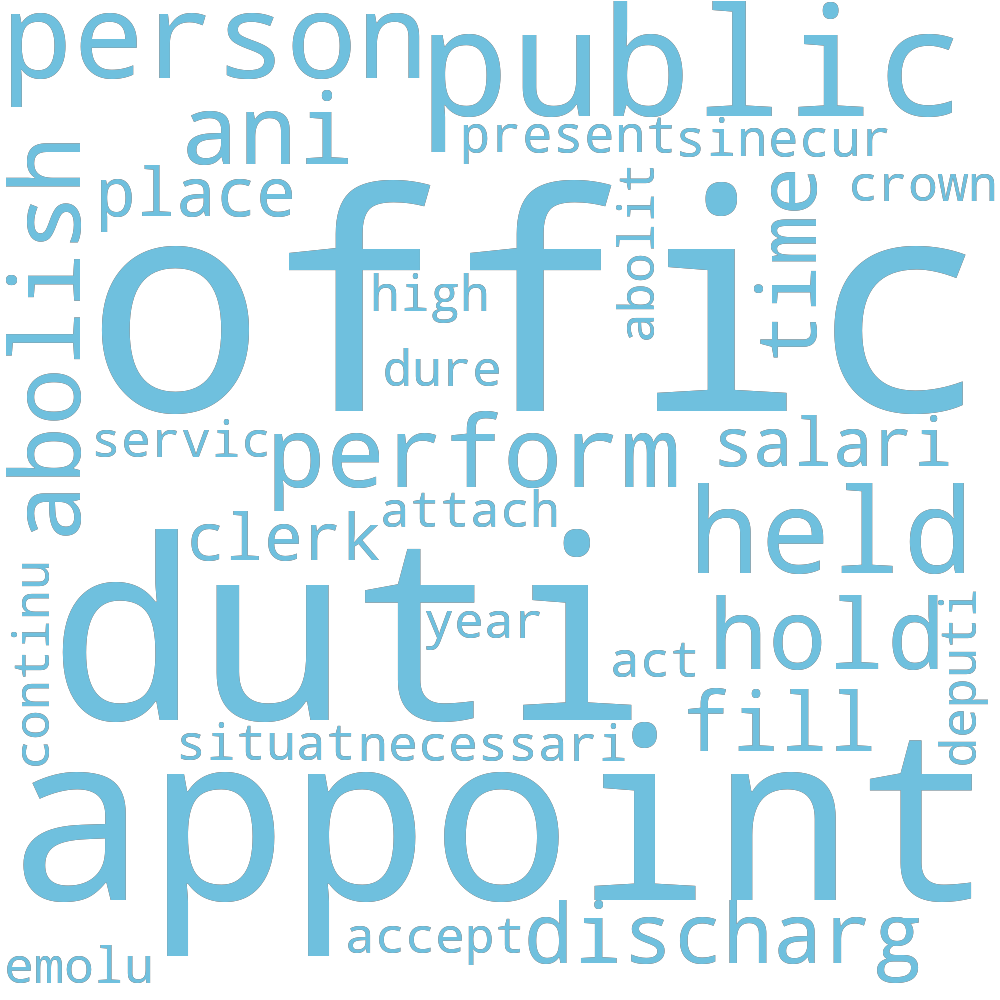 person
public
ani
present
sinecur
abolish
place
abolit
time
crown
offic
high
dure
servic
perform
salari
attach
clerk
held
duti
continu
year
act
hold
deputi
fill
situat
necessari
appoint
accept
discharg
emolu